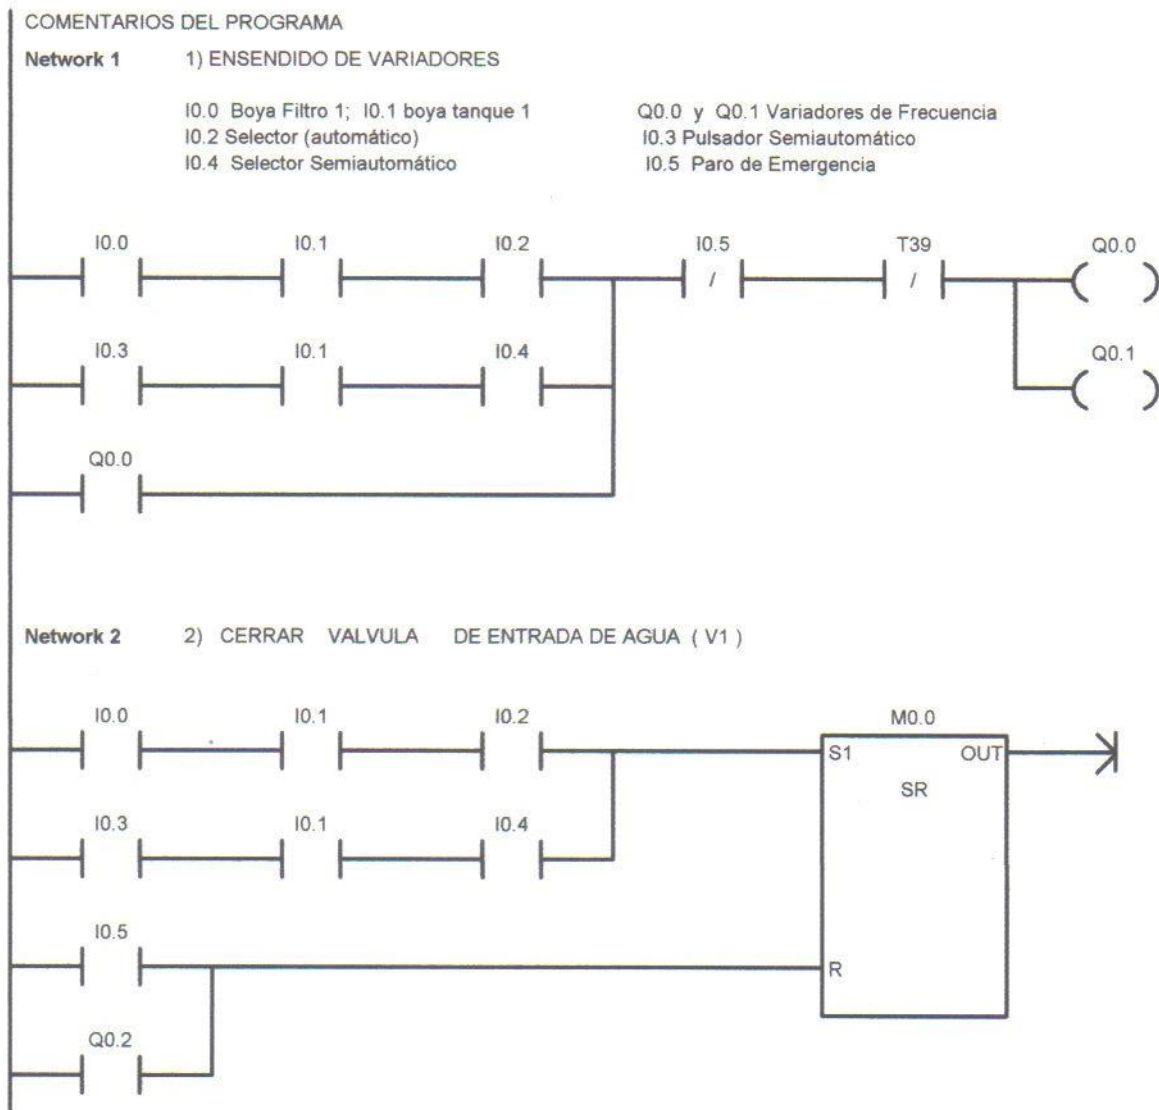 COMENTARIOS DEL PROGRAMA
Network 1 1) ENSENDIDO DE VARIADORES
I0.0 Boya Filtro 1; I0.1 boya tanque 1 Q0.0 y Q0.1 Variadores de Frecuencia
I0.2 Selector (automático) I0.3 Pulsador Semiautomático
I0.4 Selector Semiautomático I0.5 Paro de Emergencia
I0.0 I0.1 I0.2 I0.5 T39 Q0.0
/ /
I0.3 I0.1 I0.4 Q0.1
Q0.0
Network 2 2) CERRAR VALVULA DE ENTRADA DE AGUA ( V1 )
I0.0 I0.1 I0.2 M0.0
S1 OUT
SR
I0.3 I0.1 I0.4
I0.5
R
Q0.2